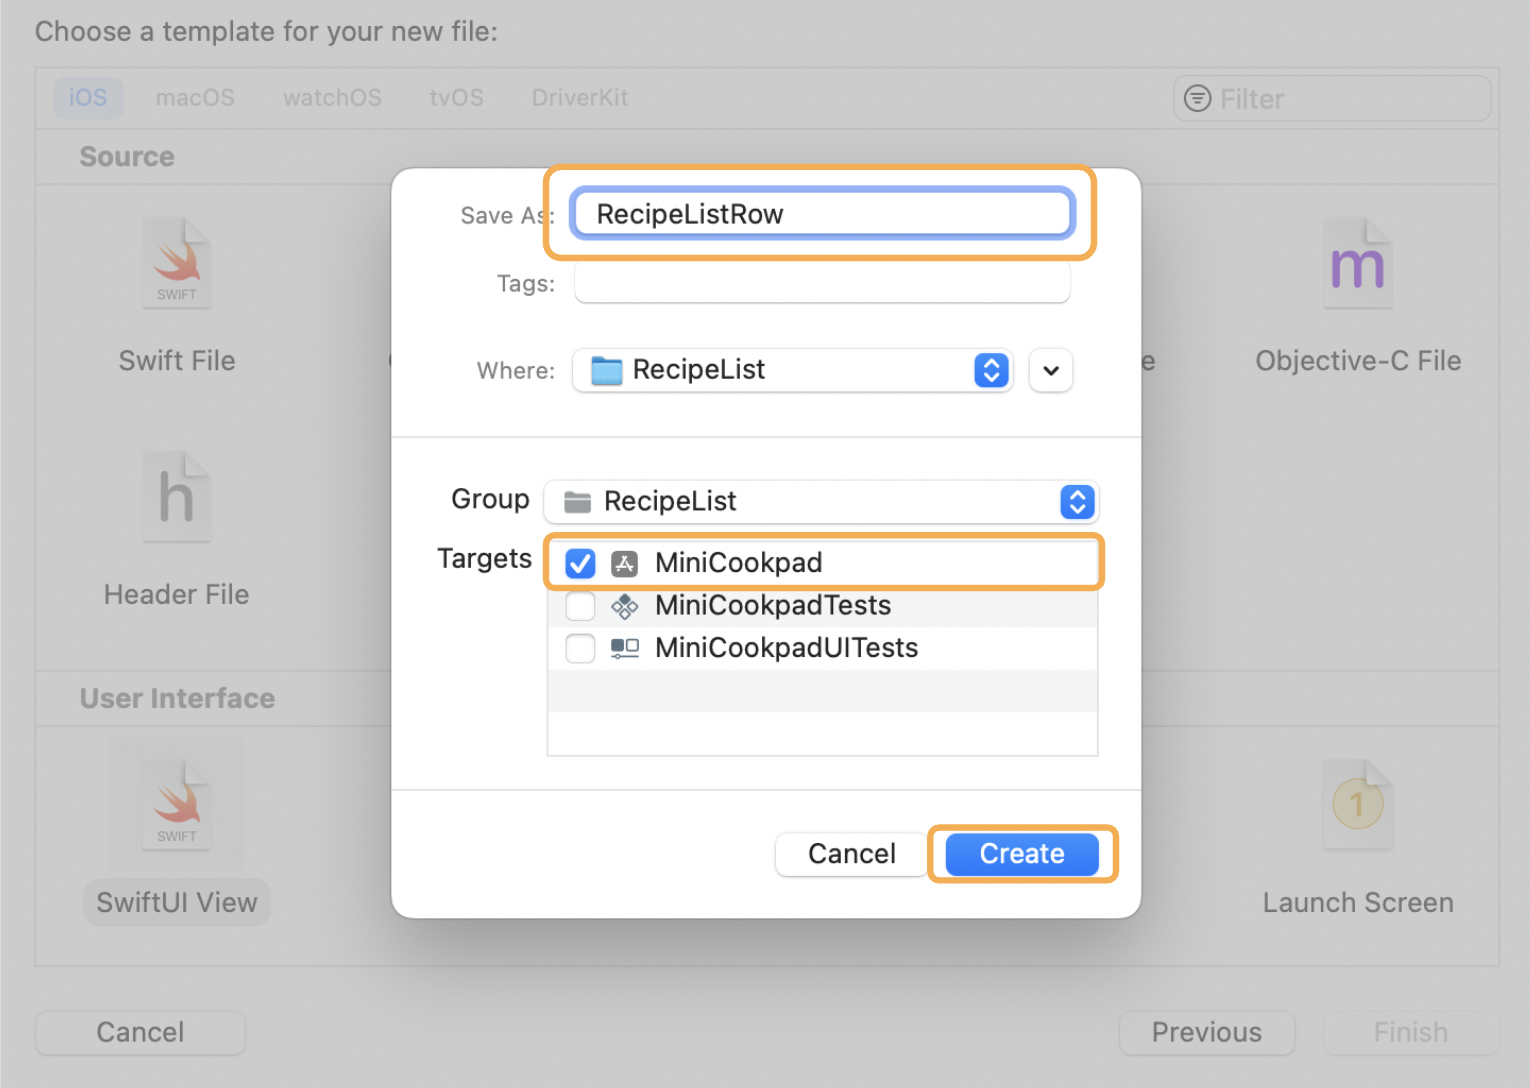 Choose a template for your new file:
iOS macOS watchOS tvOS DriverKit Filter
Source
Save As: RecipeListRow
SWIFT
m
Tags:
Swift File
Objective-C File
Where: RecipeList
h
Group RecipeList
Targets MiniCookpad
MiniCookpadTests
MiniCookpadUITests
Header File
User Interface
SWIFT
1
Cancel Create
SwiftUI View
Launch Screen
Cancel Previous Finish